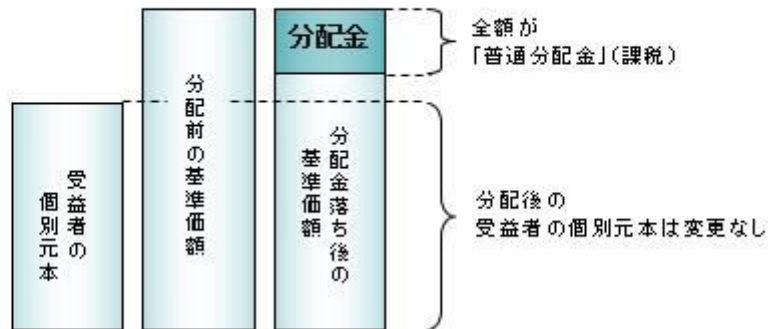 分配金
全額が
「普通分配金」(課税)
受益者の
個別元本
分配前の基準価額
分配金落ち後の
基準価額
分配後の
受益者の個別元本は変更なし